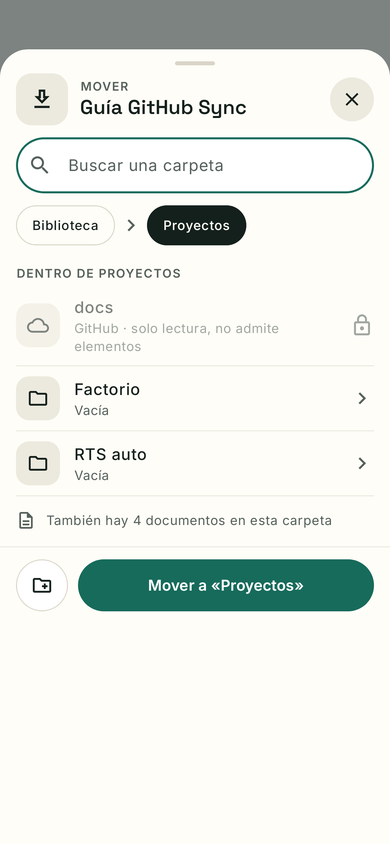 MOVER
Guía GitHub Sync
Buscar una carpeta
Biblioteca
Proyectos
DENTRO DE PROYECTOS
docs
GitHub · solo lectura, no admite
elementos
Factorio
Vacía
RTS auto
Vacía
También hay 4 documentos en esta carpeta
Mover a «Proyectos»